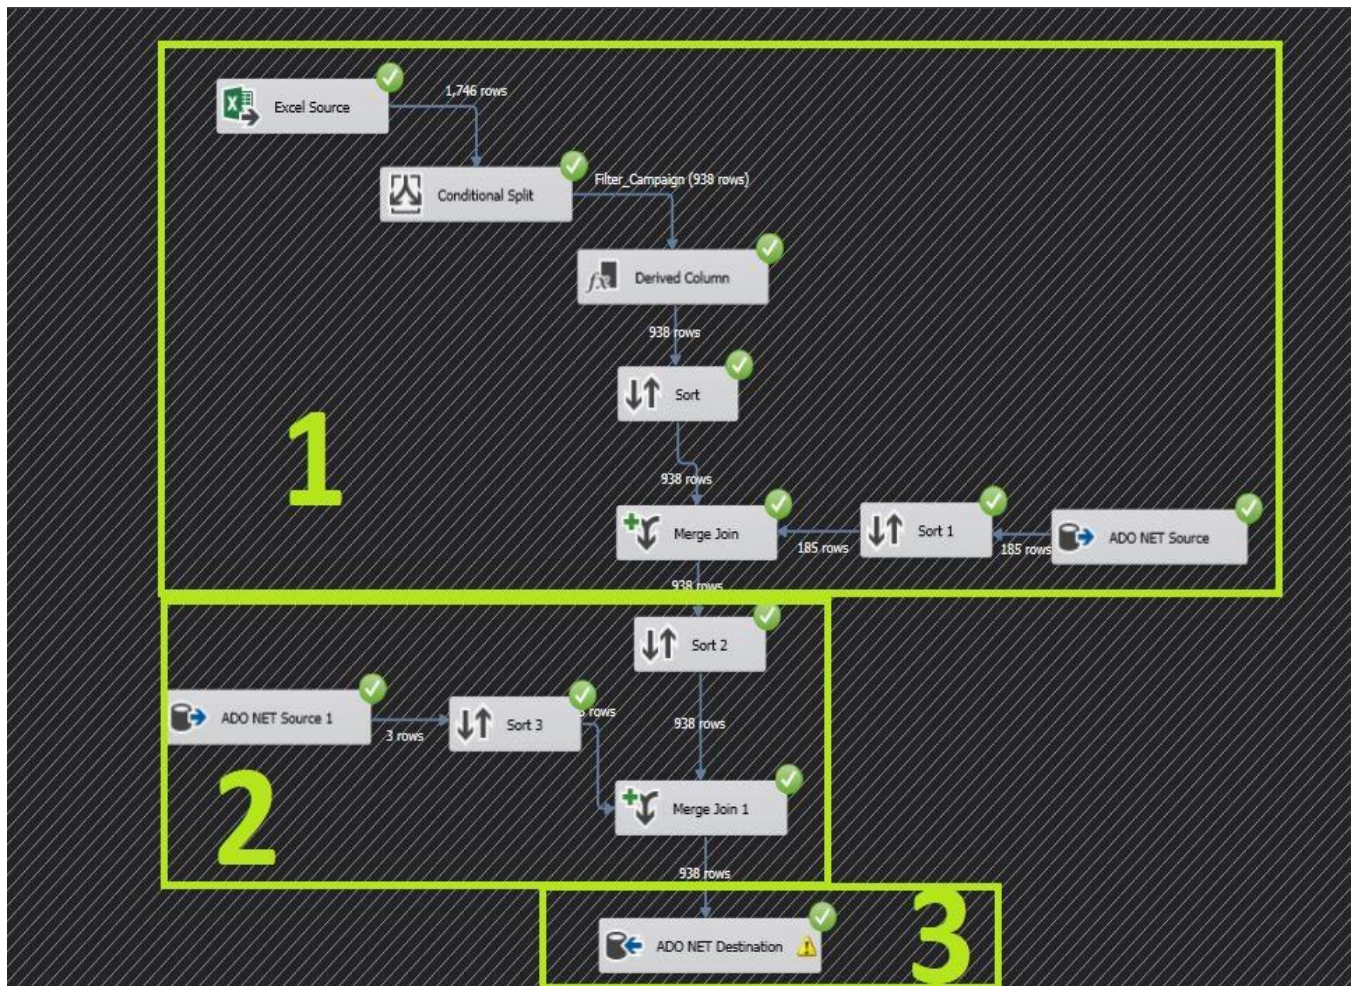 Excel Source
1,746 rows
Conditional Split
Filter_Campaign (938 rows)
Derived Column
938 rows
Sort
1
938 rows
Merge Join
185 rows
Sort 1
185 rows
ADO NET Source
938 rows
Sort 2
ADO NET Source 1
3 rows
Sort 3
rows
938 rows
2
Merge Join 1
938 rows
ADO NET Destination
3